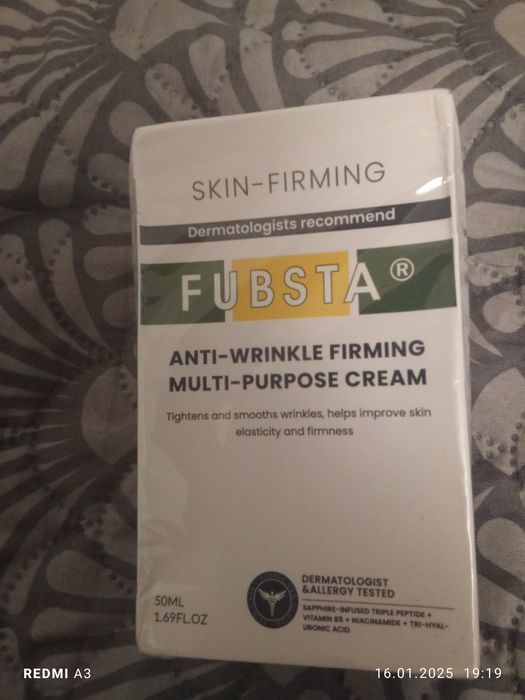 SKIN-FIRMING
Dermatologists recommend
FUBSTA®
ANTI-WRINKLE FIRMING
MULTI-PURPOSE CREAM
Tightens and smooths wrinkles, helps improve skin
elasticity and firmness
50ML
1.69FL.OZ
DERMATOLOGIST
&ALLERGY TESTED
SAPPHIRE-INFUSED TRIPLE PEPTIDE +
VITAMIN B5 + NIACINAMIDE + TRI-HYAL-
URONIC ACID
REDMI A3
16.01.2025 19:19